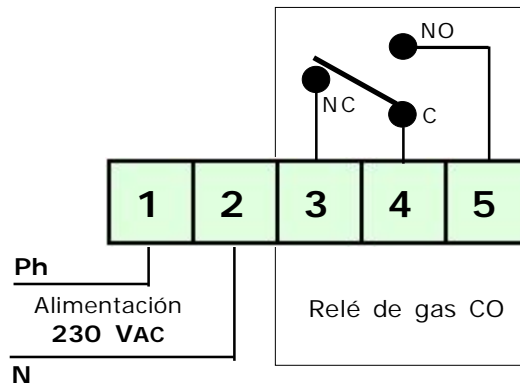 NO
NC
C
1 2 3 4 5
Ph
Alimentación
230 VAC
Relé de gas CO
N